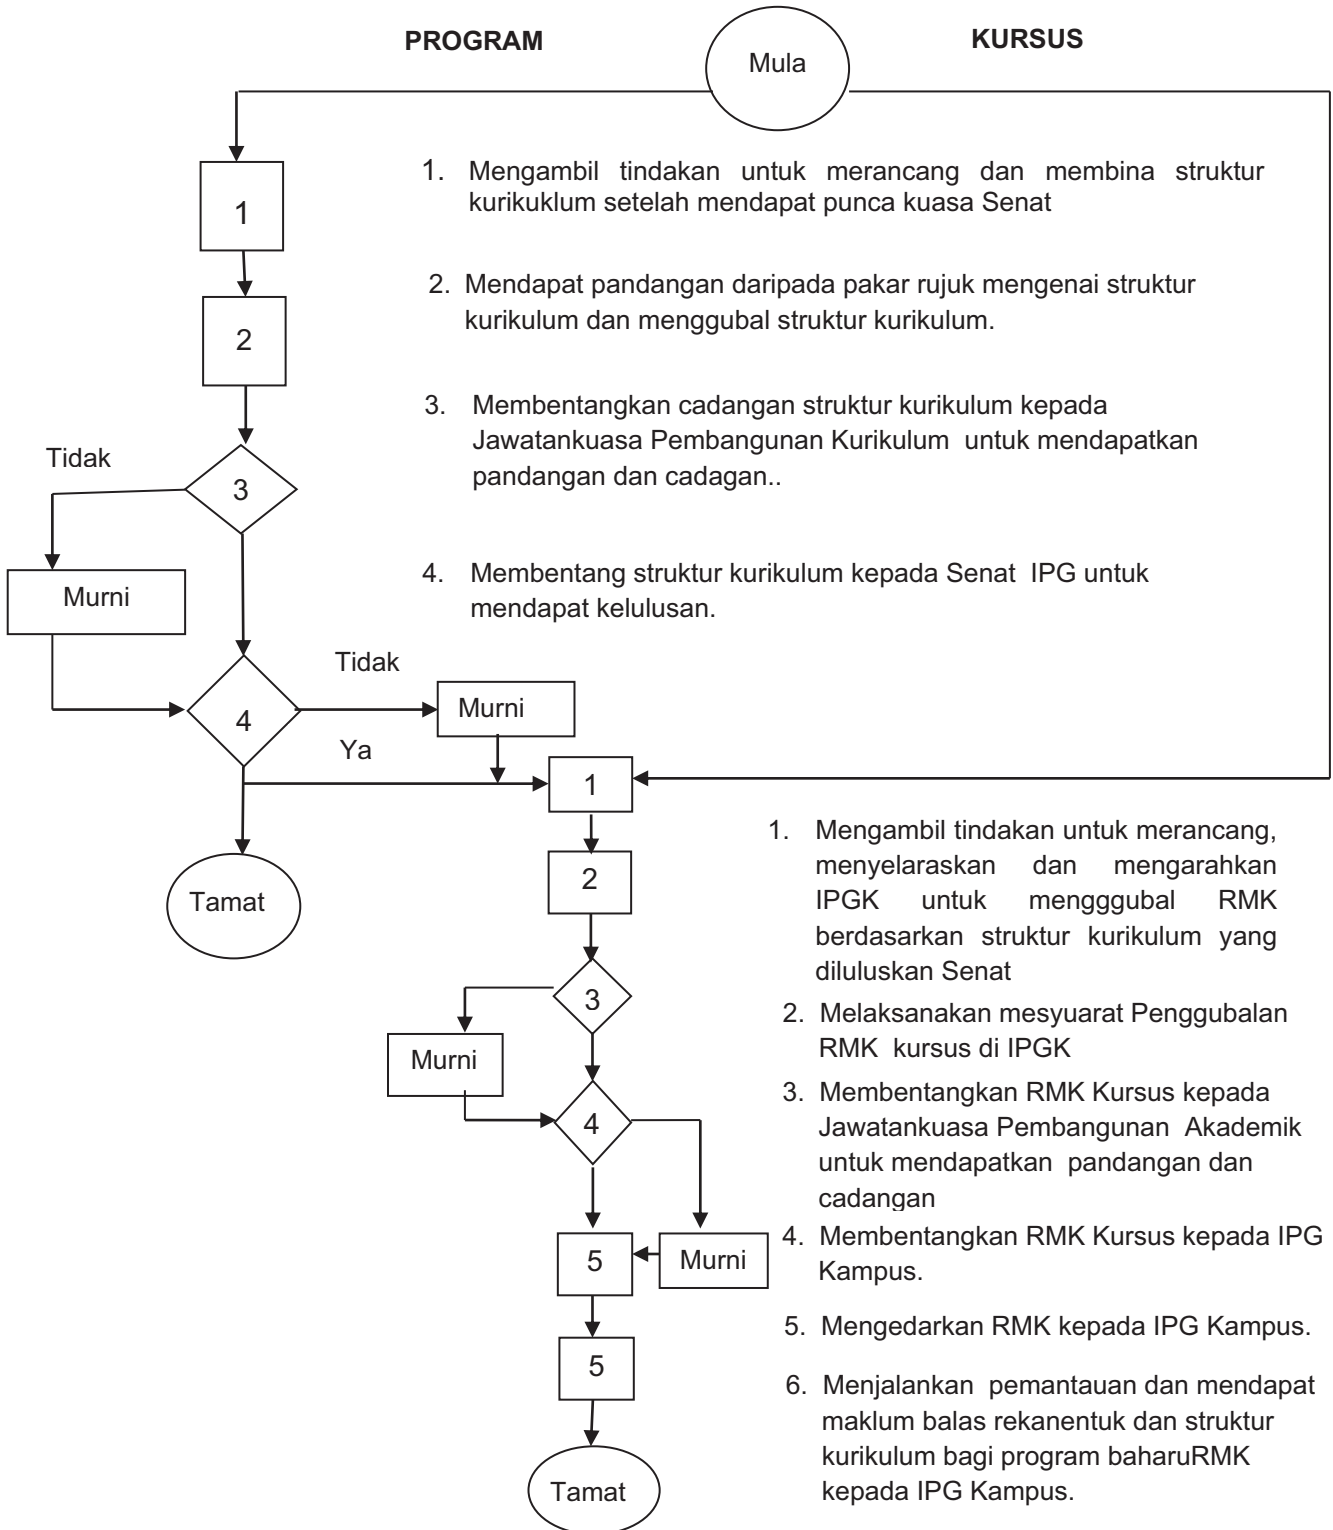 PROGRAM
Mula
KURSUS
1
1. Mengambil tindakan untuk merancang dan membina struktur
kurikuklum setelah mendapat punca kuasa Senat
2
2. Mendapat pandangan daripada pakar rujuk mengenai struktur
kurikulum dan menggubal struktur kurikulum.
Tidak
3
3. Membentangkan cadangan struktur kurikulum kepada
Jawatankuasa Pembangunan Kurikulum untuk mendapatkan
pandangan dan cadagan..
Murni
4. Membentang struktur kurikulum kepada Senat IPG untuk
mendapat kelulusan.
4
Tidak
Murni
Ya
Tamat
1
2
3
Murni
4
5
Murni
5
Tamat
1. Mengambil tindakan untuk merancang,
menyelaraskan dan mengarahkan
IPGK untuk mengggubal RMK
berdasarkan struktur kurikulum yang
diluluskan Senat
2. Melaksanakan mesyuarat Penggubalan
RMK kursus di IPGK
3. Membentangkan RMK Kursus kepada
Jawatankuasa Pembangunan Akademik
untuk mendapatkan pandangan dan
cadangan
4. Membentangkan RMK Kursus kepada IPG
Kampus.
5. Mengedarkan RMK kepada IPG Kampus.
6. Menjalankan pemantauan dan mendapat
maklum balas rekanentuk dan struktur
kurikulum bagi program baharuRMK
kepada IPG Kampus.